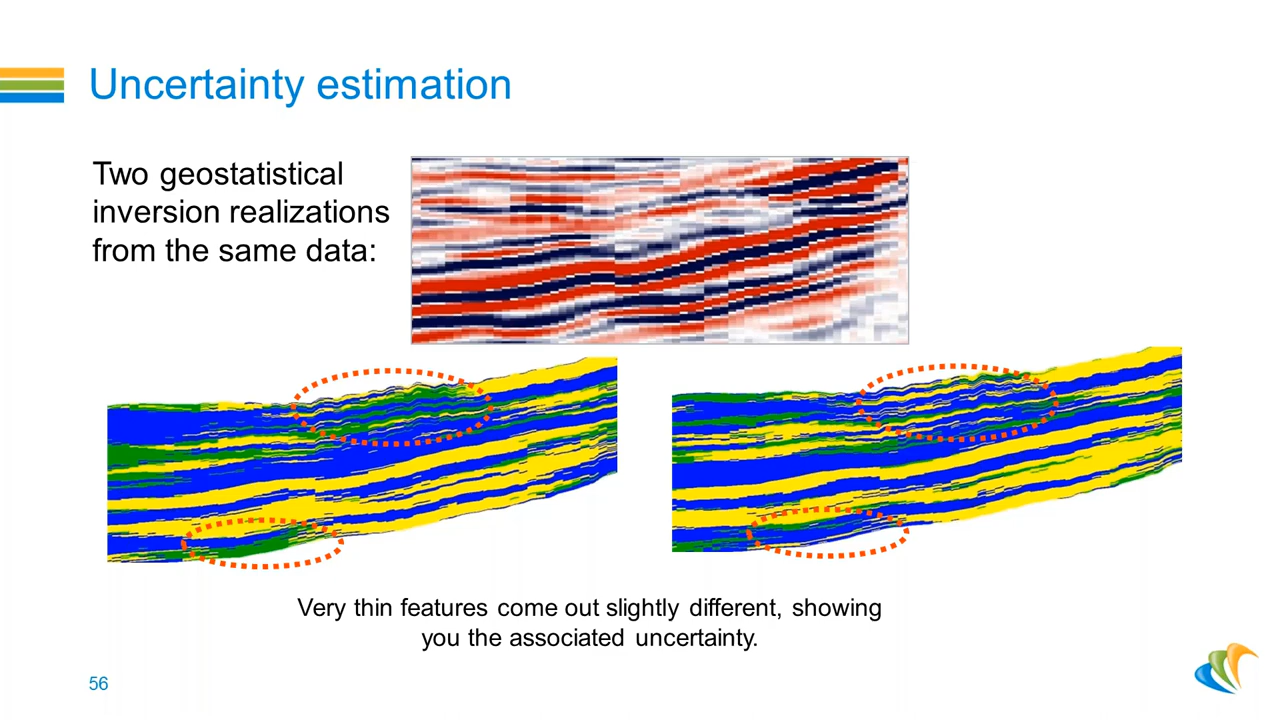 Uncertainty estimation
Two geostatistical
inversion realizations
from the same data:
Very thin features come out slightly different, showing
you the associated uncertainty.
56